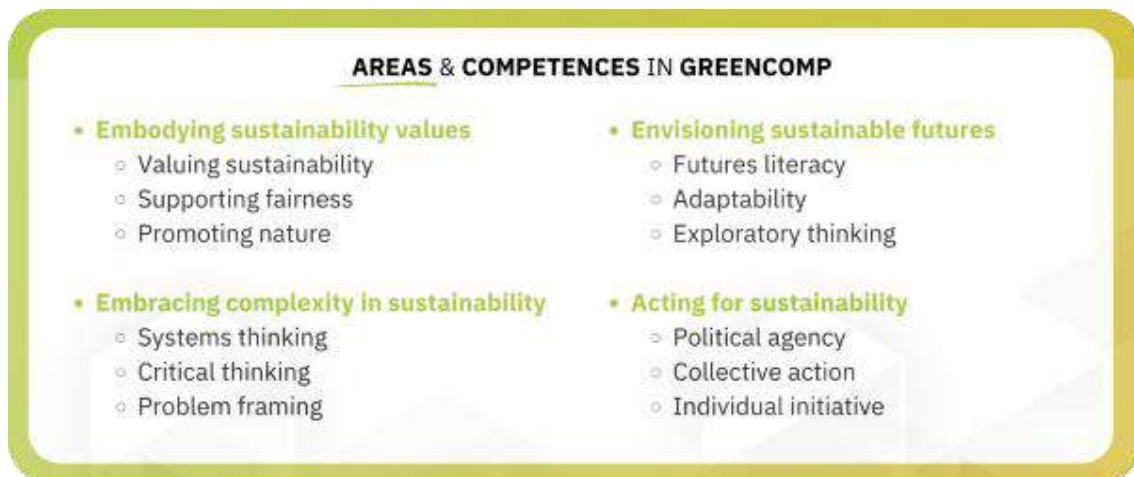 AREAS & COMPETENCES IN GREENCOMP
• Embodying sustainability values
○ Valuing sustainability
○ Supporting fairness
○ Promoting nature
• Embracing complexity in sustainability
○ Systems thinking
○ Critical thinking
○ Problem framing
• Envisioning sustainable futures
○ Futures literacy
○ Adaptability
○ Exploratory thinking
• Acting for sustainability
○ Political agency
○ Collective action
○ Individual initiative